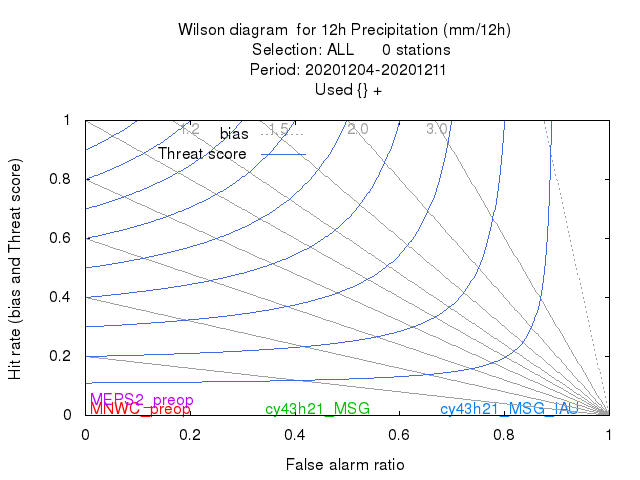 Wilson diagram  for 12h Precipitation (mm/12h)
Selection: ALL      0 stations
Period: 20201204-20201211
Used {} +
1.2 1.5 2.0 3.0
bias
Threat score
Hit rate (bias and Threat score)
1
0.8
0.6
0.4
0.2
0
MEPS2_preop
MNWC_preop cy43h21_MSG cy43h21_MSG_IAU
0 0.2 0.4 0.6 0.8 1
False alarm ratio